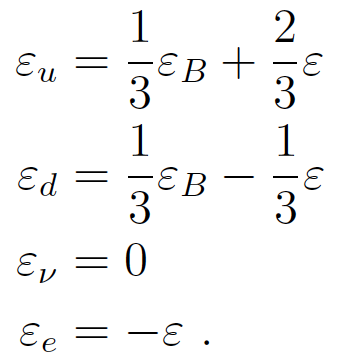 ε_u = 1/3 ε_B + 2/3 ε
ε_d = 1/3 ε_B − 1/3 ε
ε_ν = 0
ε_e = −ε .